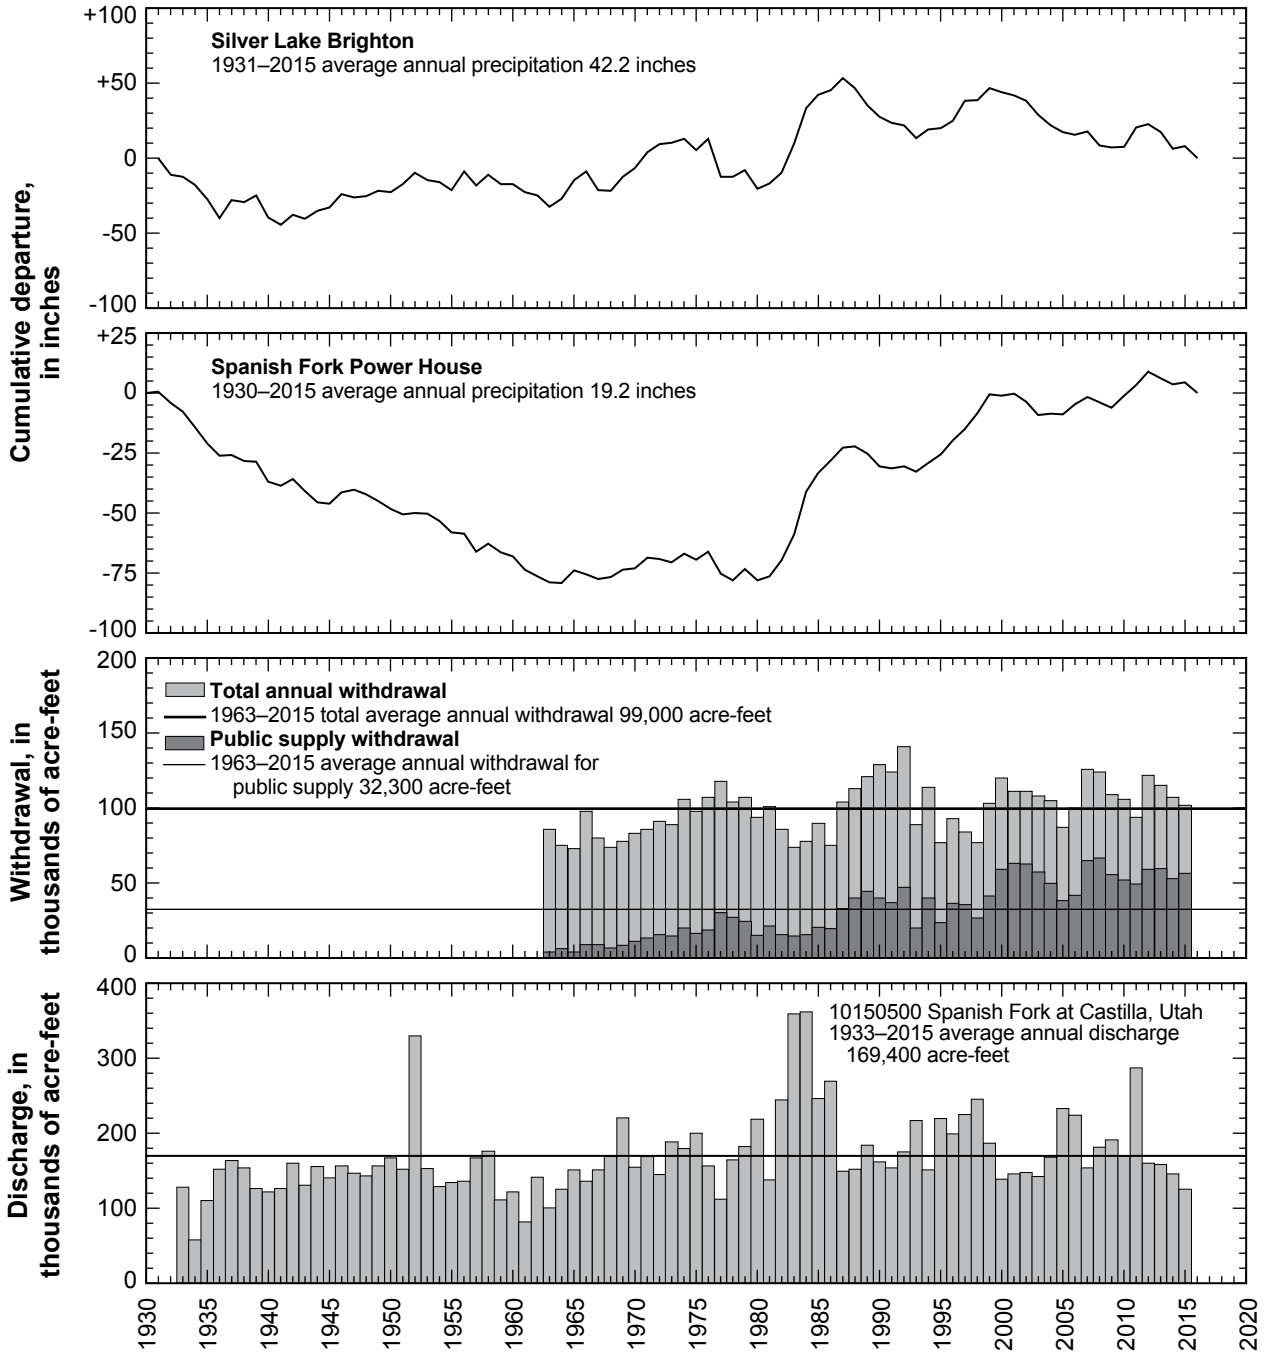 Cumulative departure,
in inches
+100
+50
0
-50
-100
Silver Lake Brighton
1931–2015 average annual precipitation 42.2 inches
+25
0
-25
-50
-75
-100
Spanish Fork Power House
1930–2015 average annual precipitation 19.2 inches
Withdrawal, in
thousands of acre-feet
200
150
100
50
0
Total annual withdrawal
1963–2015 total average annual withdrawal 99,000 acre-feet
Public supply withdrawal
1963–2015 average annual withdrawal for
public supply 32,300 acre-feet
Discharge, in
thousands of acre-feet
400
300
200
100
0
10150500 Spanish Fork at Castilla, Utah
1933–2015 average annual discharge
169,400 acre-feet
1930
1935
1940
1945
1950
1955
1960
1965
1970
1975
1980
1985
1990
1995
2000
2005
2010
2015
2020